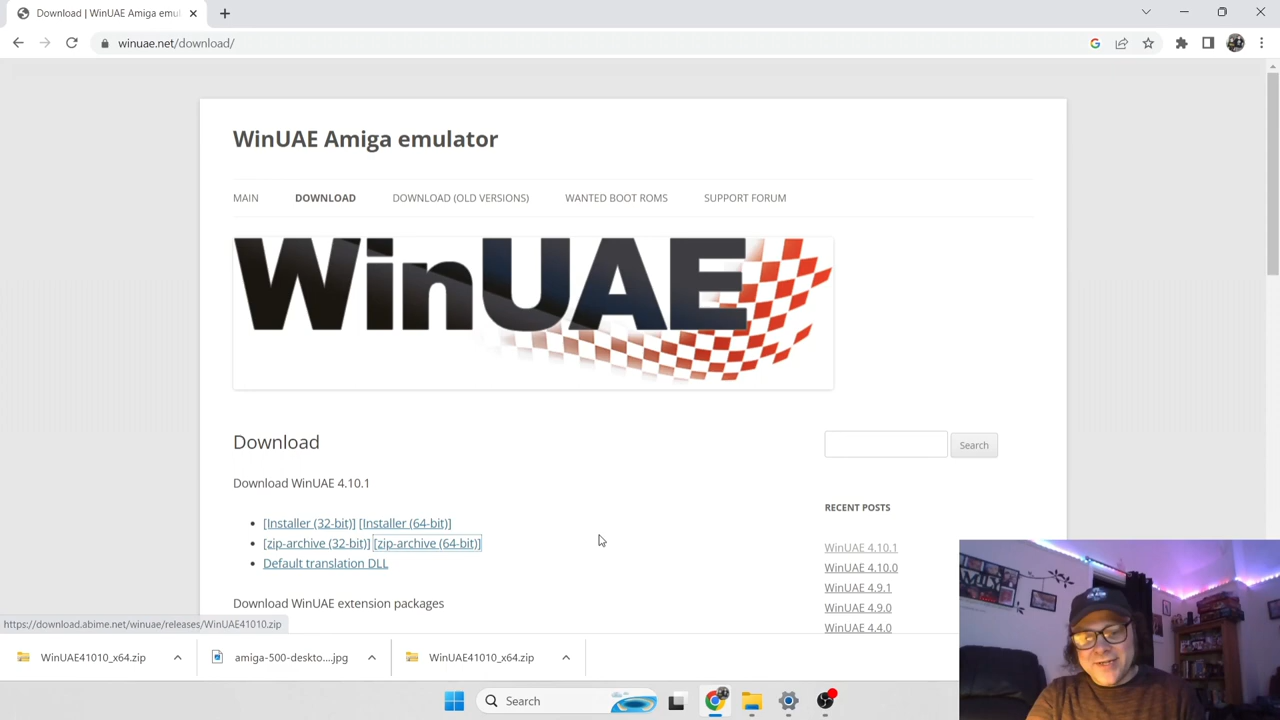 Download | WinUAE Amiga emul
winuae.net/download/
WinUAE Amiga emulator
MAIN
DOWNLOAD
DOWNLOAD (OLD VERSIONS)
WANTED BOOT ROMS
SUPPORT FORUM
WinUAE
Download
Search
Download WinUAE 4.10.1
RECENT POSTS
[Installer (32-bit)] [Installer (64-bit)]
[zip-archive (32-bit)] [zip-archive (64-bit)]
Default translation DLL
WinUAE 4.10.1
WinUAE 4.10.0
WinUAE 4.9.1
WinUAE 4.9.0
WinUAE 4.4.0
Download WinUAE extension packages
https://download.abime.net/winuae/releases/WinUAE41010.zip
WinUAE41010_x64.zip
amiga-500-deskto....jpg
WinUAE41010_x64.zip
Search